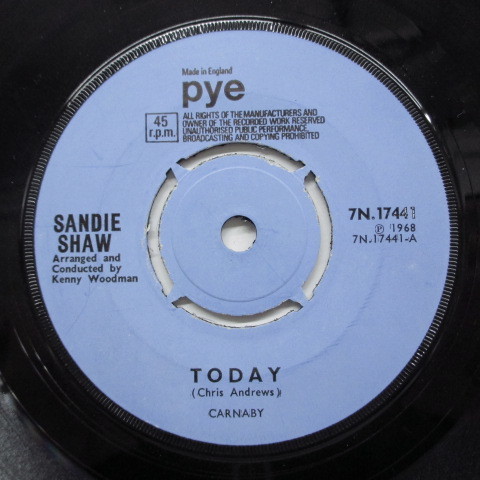 Made in England
pye
45
r.p.m.
ALL RIGHTS OF THE MANUFACTURERS AND
OWNER OF THE RECORDED WORK RESERVED
UNAUTHORISED PUBLIC PERFORMANCE,
BROADCASTING AND COPYING PROHIBITED
SANDIE
SHAW
Arranged and
Conducted by
Kenny Woodman
7N.17441
℗ 1968
7N.17441-A
TODAY
(Chris Andrews)
CARNABY